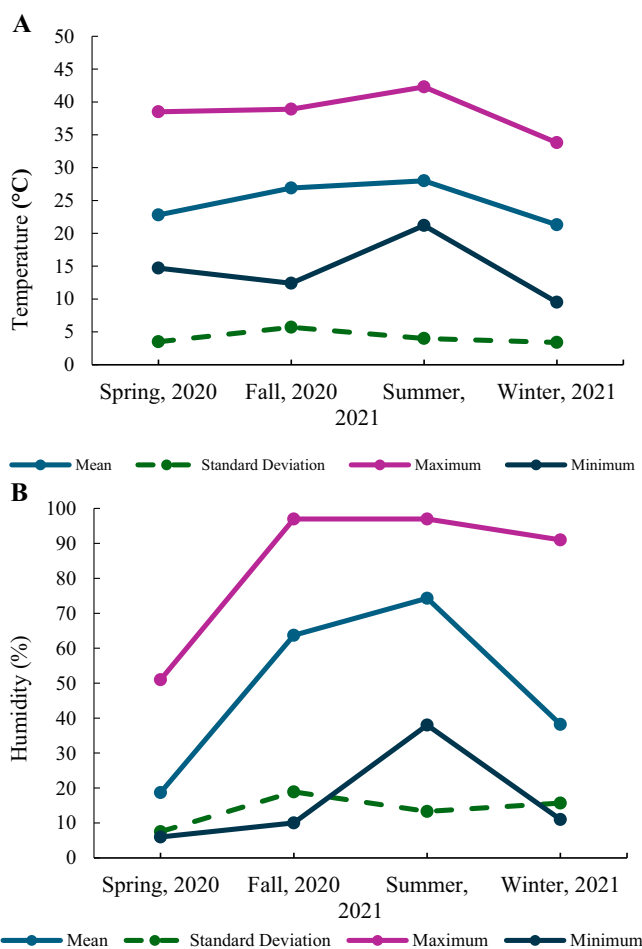 A
50
45
40
35
30
25
20
15
10
5
0
Temperature (°C)
Spring, 2020 Fall, 2020 Summer, 2021 Winter, 2021
Mean Standard Deviation Maximum Minimum
B
100
90
80
70
60
50
40
30
20
10
0
Humidity (%)
Spring, 2020 Fall, 2020 Summer, 2021 Winter, 2021
Mean Standard Deviation Maximum Minimum